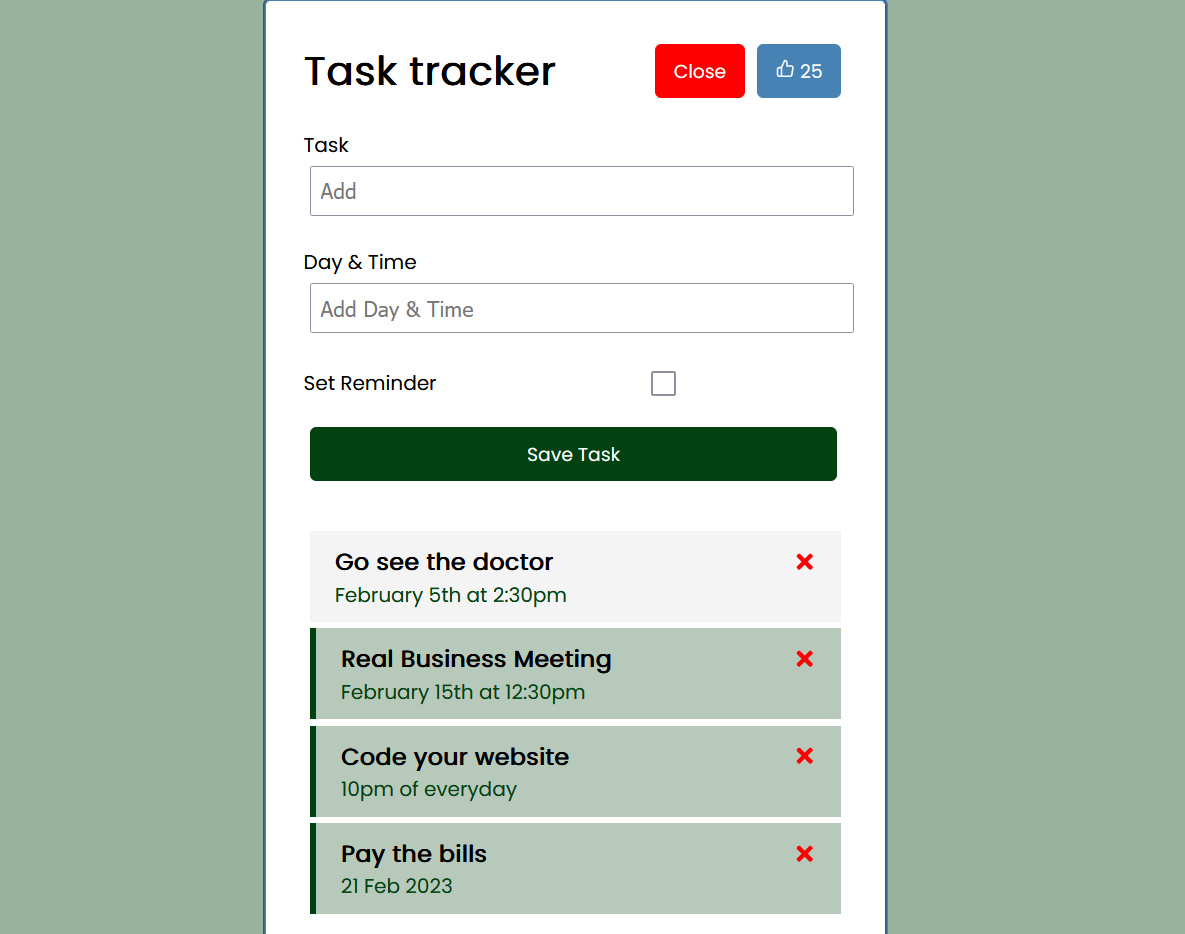 Task tracker
Close
25
Task
Add
Day & Time
Add Day & Time
Set Reminder
Save Task
Go see the doctor
February 5th at 2:30pm
Real Business Meeting
February 15th at 12:30pm
Code your website
10pm of everyday
Pay the bills
21 Feb 2023